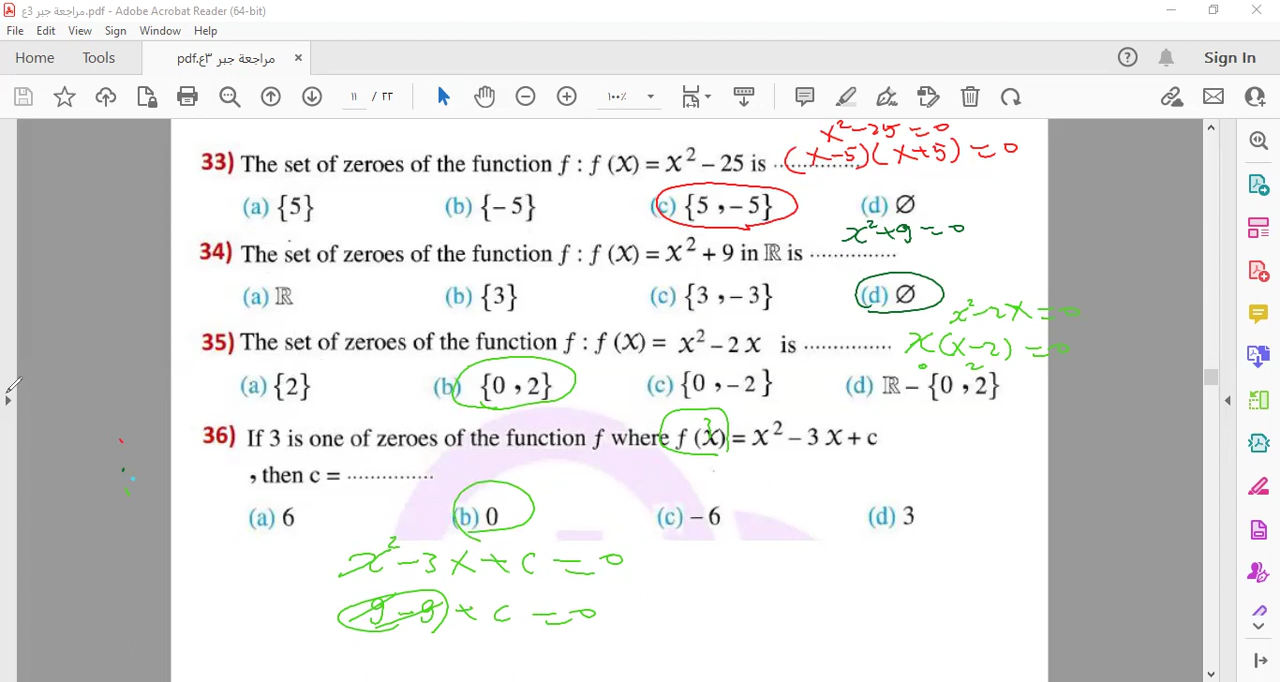 مراجعة جبر 3ع.pdf - Adobe Acrobat Reader (64-bit)
File Edit View Sign Window Help
Home Tools مراجعة جبر ٣ع.pdf × Sign In
١١ / ٢٢ ١٠٠٪
x² - 25 = 0
33) The set of zeroes of the function f : f (X) = X² – 25 is ............... (x-5)(x+5) = 0
(a) {5} (b) {– 5} (c) {5 , – 5} (d) ∅
x² + 9 = 0
34) The set of zeroes of the function f : f (X) = X² + 9 in ℝ is ...............
(a) ℝ (b) {3} (c) {3 , – 3} (d) ∅
x² - 2x = 0
35) The set of zeroes of the function f : f (X) = X² – 2 X is ............... x(x-2) = 0
0 2
(a) {2} (b) {0 , 2} (c) {0 , – 2} (d) ℝ – {0 , 2}
3
36) If 3 is one of zeroes of the function f where f (X) = X² – 3 X + c
, then c = ...............
(a) 6 (b) 0 (c) – 6 (d) 3
x² - 3x + c = 0
9 - 9 + c = 0